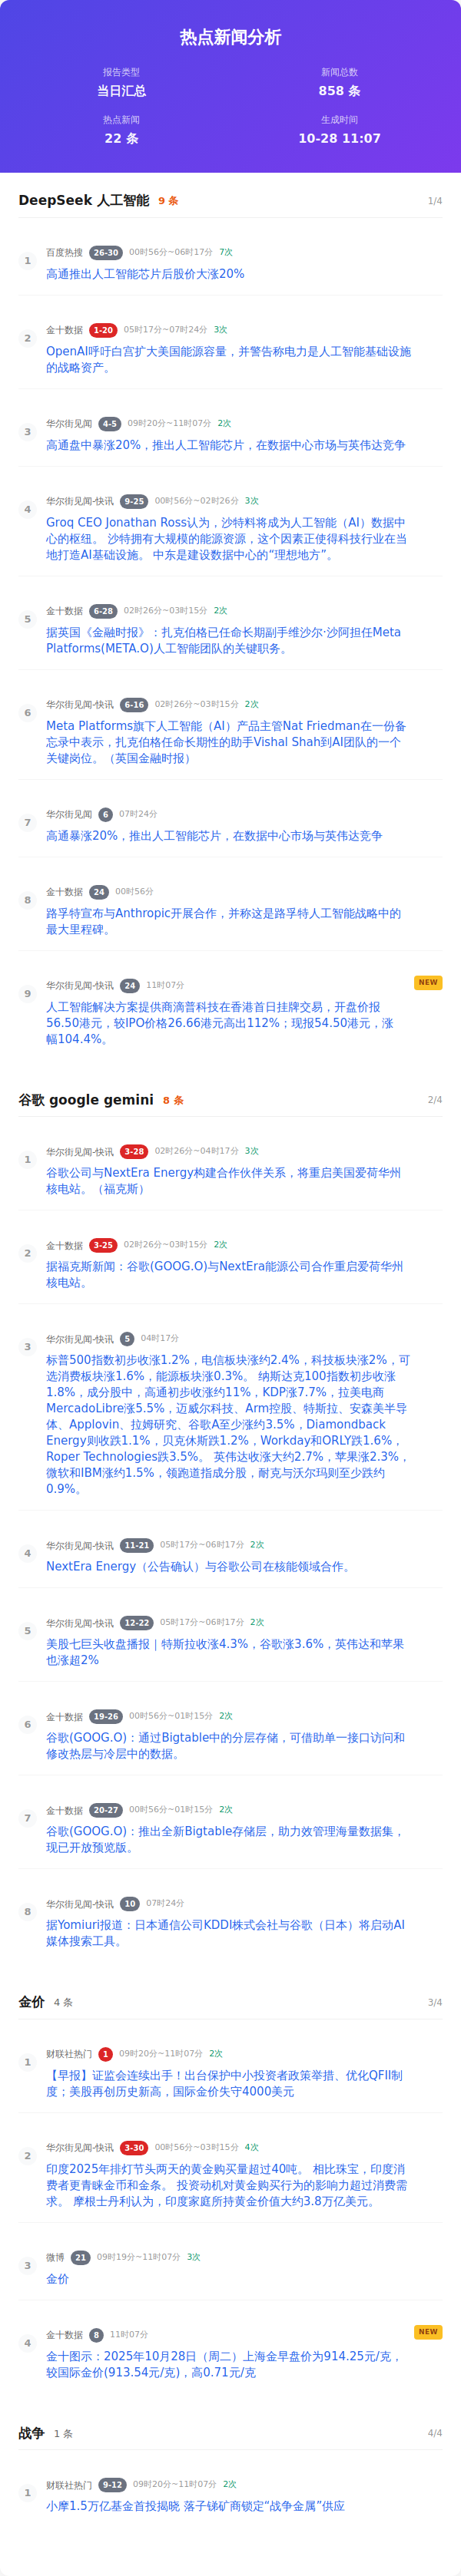 热点新闻分析
报告类型
当日汇总
新闻总数
858 条
热点新闻
22 条
生成时间
10-28 11:07
DeepSeek 人工智能 9 条 1/4
1
百度热搜 26-30 00时56分~06时17分 7次
高通推出人工智能芯片后股价大涨20%
2
金十数据 1-20 05时17分~07时24分 3次
OpenAI呼吁白宫扩大美国能源容量，并警告称电力是人工智能基础设施
的战略资产。
3
华尔街见闻 4-5 09时20分~11时07分 2次
高通盘中暴涨20%，推出人工智能芯片，在数据中心市场与英伟达竞争
4
华尔街见闻-快讯 9-25 00时56分~02时26分 3次
Groq CEO Jonathan Ross认为，沙特料将成为人工智能（AI）数据中
心的枢纽。 沙特拥有大规模的能源资源，这个因素正使得科技行业在当
地打造AI基础设施。 中东是建设数据中心的“理想地方”。
5
金十数据 6-28 02时26分~03时15分 2次
据英国《金融时报》：扎克伯格已任命长期副手维沙尔·沙阿担任Meta
Platforms(META.O)人工智能团队的关键职务。
6
华尔街见闻-快讯 6-16 02时26分~03时15分 2次
Meta Platforms旗下人工智能（AI）产品主管Nat Friedman在一份备
忘录中表示，扎克伯格任命长期性的助手Vishal Shah到AI团队的一个
关键岗位。（英国金融时报）
7
华尔街见闻 6 07时24分
高通暴涨20%，推出人工智能芯片，在数据中心市场与英伟达竞争
8
金十数据 24 00时56分
路孚特宣布与Anthropic开展合作，并称这是路孚特人工智能战略中的
最大里程碑。
9
华尔街见闻-快讯 24 11时07分 NEW
人工智能解决方案提供商滴普科技在香港首日挂牌交易，开盘价报
56.50港元，较IPO价格26.66港元高出112%；现报54.50港元，涨
幅104.4%。
谷歌 google gemini 8 条 2/4
1
华尔街见闻-快讯 3-28 02时26分~04时17分 3次
谷歌公司与NextEra Energy构建合作伙伴关系，将重启美国爱荷华州
核电站。（福克斯）
2
金十数据 3-25 02时26分~03时15分 2次
据福克斯新闻：谷歌(GOOG.O)与NextEra能源公司合作重启爱荷华州
核电站。
3
华尔街见闻-快讯 5 04时17分
标普500指数初步收涨1.2%，电信板块涨约2.4%，科技板块涨2%，可
选消费板块涨1.6%，能源板块涨0.3%。 纳斯达克100指数初步收涨
1.8%，成分股中，高通初步收涨约11%，KDP涨7.7%，拉美电商
MercadoLibre涨5.5%，迈威尔科技、Arm控股、特斯拉、安森美半导
体、Applovin、拉姆研究、谷歌A至少涨约3.5%，Diamondback
Energy则收跌1.1%，贝克休斯跌1.2%，Workday和ORLY跌1.6%，
Roper Technologies跌3.5%。 英伟达收涨大约2.7%，苹果涨2.3%，
微软和IBM涨约1.5%，领跑道指成分股，耐克与沃尔玛则至少跌约
0.9%。
4
华尔街见闻-快讯 11-21 05时17分~06时17分 2次
NextEra Energy（公告确认）与谷歌公司在核能领域合作。
5
华尔街见闻-快讯 12-22 05时17分~06时17分 2次
美股七巨头收盘播报｜特斯拉收涨4.3%，谷歌涨3.6%，英伟达和苹果
也涨超2%
6
金十数据 19-26 00时56分~01时15分 2次
谷歌(GOOG.O)：通过Bigtable中的分层存储，可借助单一接口访问和
修改热层与冷层中的数据。
7
金十数据 20-27 00时56分~01时15分 2次
谷歌(GOOG.O)：推出全新Bigtable存储层，助力效管理海量数据集，
现已开放预览版。
8
华尔街见闻-快讯 10 07时24分
据Yomiuri报道：日本通信公司KDDI株式会社与谷歌（日本）将启动AI
媒体搜索工具。
金价 4 条 3/4
1
财联社热门 1 09时20分~11时07分 2次
【早报】证监会连续出手！出台保护中小投资者政策举措、优化QFII制
度；美股再创历史新高，国际金价失守4000美元
2
华尔街见闻-快讯 3-30 00时56分~03时15分 4次
印度2025年排灯节头两天的黄金购买量超过40吨。 相比珠宝，印度消
费者更青睐金币和金条。 投资动机对黄金购买行为的影响力超过消费需
求。 摩根士丹利认为，印度家庭所持黄金价值大约3.8万亿美元。
3
微博 21 09时19分~11时07分 3次
金价
4
金十数据 8 11时07分 NEW
金十图示：2025年10月28日（周二）上海金早盘价为914.25元/克，
较国际金价(913.54元/克)，高0.71元/克
战争 1 条 4/4
1
财联社热门 9-12 09时20分~11时07分 2次
小摩1.5万亿基金首投揭晓 落子锑矿商锁定“战争金属”供应